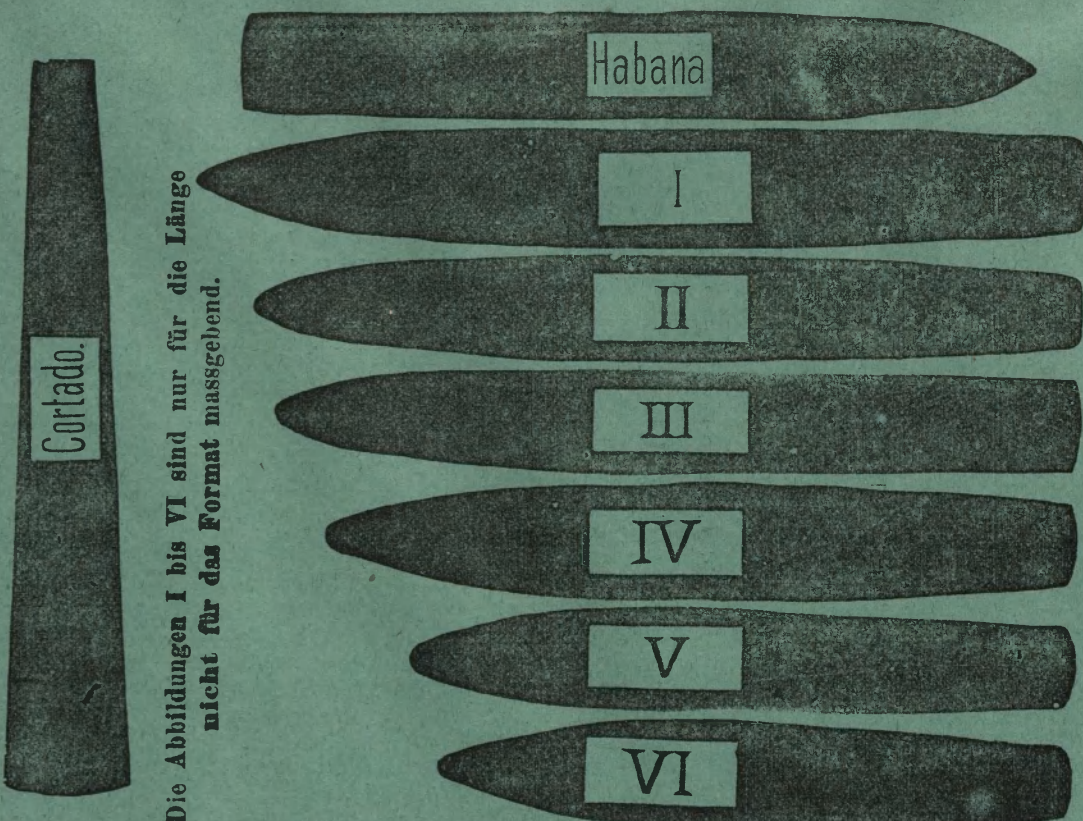 Habana
I
II
III
IV
V
VI
Cortado.
Die Abbildungen I bis VI sind nur für die Länge
nicht für das Format massgebend.